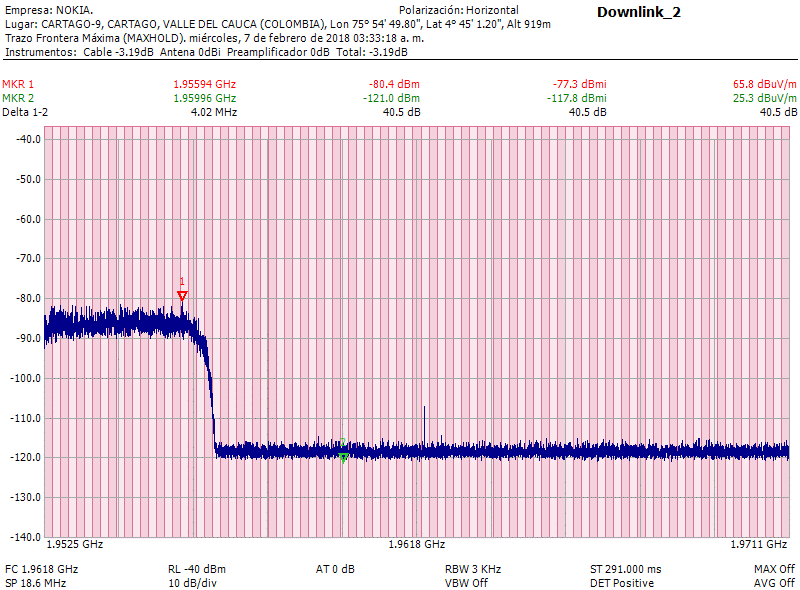 Empresa: NOKIA. Polarización: Horizontal Downlink_2
Lugar: CARTAGO-9, CARTAGO, VALLE DEL CAUCA (COLOMBIA), Lon 75° 54' 49.80", Lat 4° 45' 1.20", Alt 919m
Trazo Frontera Máxima (MAXHOLD). miércoles, 7 de febrero de 2018 03:33:18 a. m.
Instrumentos: Cable -3.19dB Antena 0dBi Preamplificador 0dB Total: -3.19dB
MKR 1 1.95594 GHz -80.4 dBm -77.3 dBmi 65.8 dBuV/m
MKR 2 1.95996 GHz -121.0 dBm -117.8 dBmi 25.3 dBuV/m
Delta 1-2 4.02 MHz 40.5 dB 40.5 dB 40.5 dB
-40.0
-50.0
-60.0
-70.0
1
-80.0
-90.0
-100.0
-110.0
2
-120.0
-130.0
-140.0
1.9525 GHz 1.9618 GHz 1.9711 GHz
FC 1.9618 GHz RL -40 dBm AT 0 dB RBW 3 KHz ST 291.000 ms MAX Off
SP 18.6 MHz 10 dB/div VBW Off DET Positive AVG Off